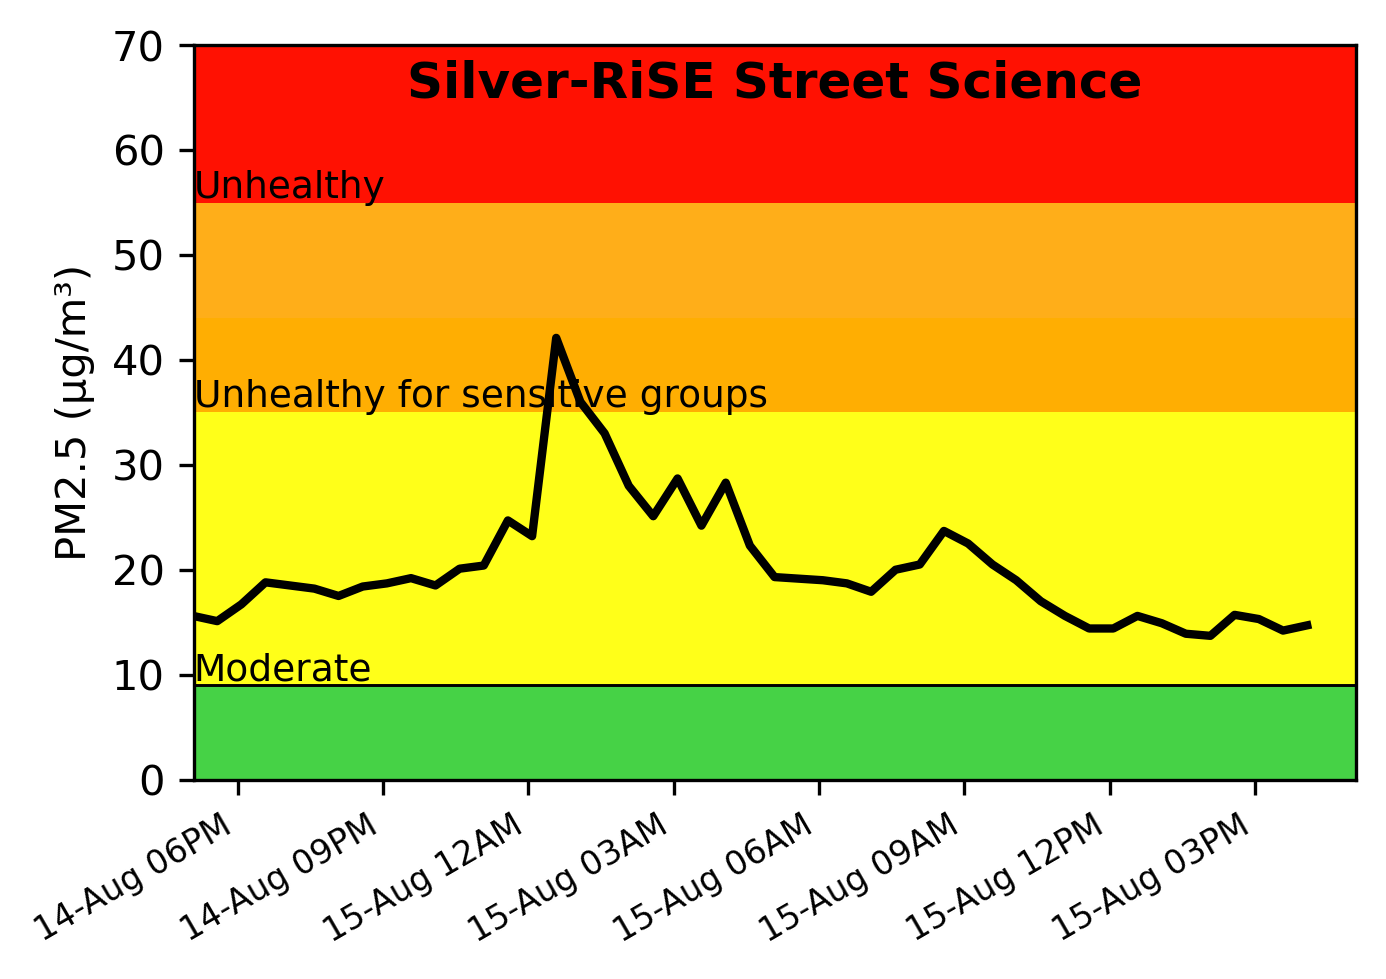 Silver-RiSE Street Science
70
60
Unhealthy
50
40
Unhealthy for sensitive groups
30
20
10
Moderate
0
PM2.5 (µg/m³)
14-Aug 06PM
14-Aug 09PM
15-Aug 12AM
15-Aug 03AM
15-Aug 06AM
15-Aug 09AM
15-Aug 12PM
15-Aug 03PM